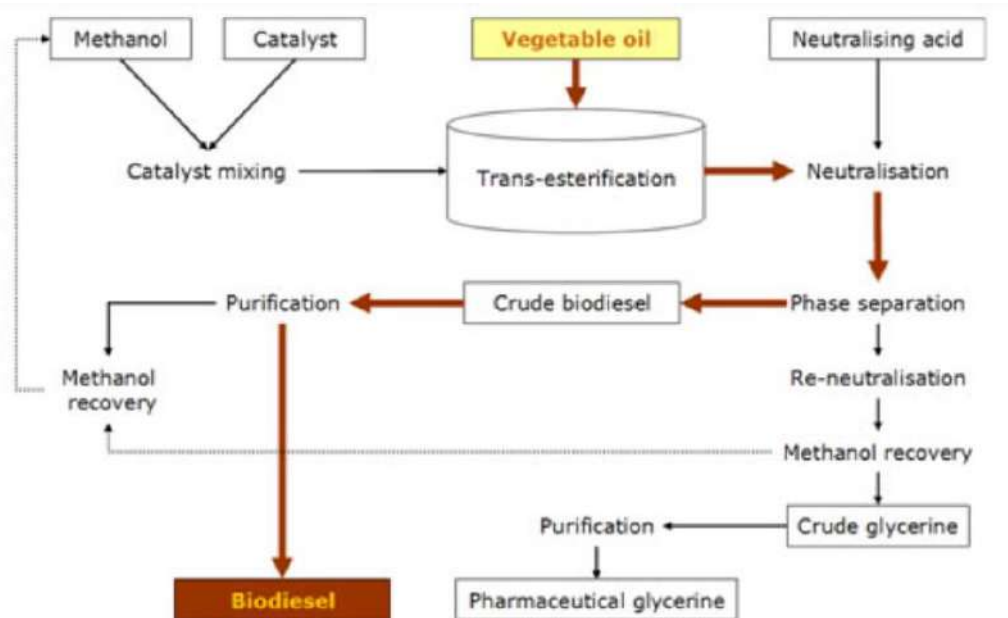 Methanol
Catalyst
Vegetable oil
Neutralising acid
Catalyst mixing
Trans-esterification
Neutralisation
Purification
Crude biodiesel
Phase separation
Methanol
recovery
Re-neutralisation
Methanol recovery
Purification
Crude glycerine
Biodiesel
Pharmaceutical glycerine